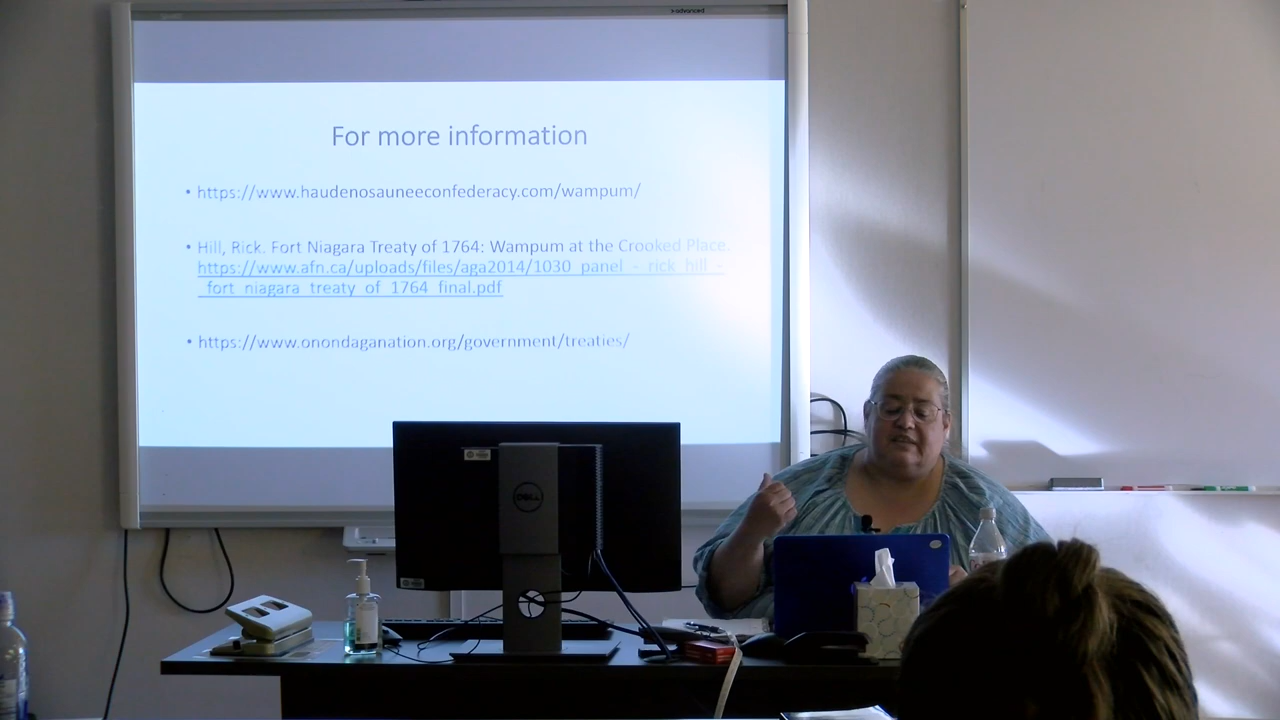 For more information
• https://www.haudenosauneeconfederacy.com/wampum/
• Hill, Rick. Fort Niagara Treaty of 1764: Wampum at the Crooked Place.
https://www.afn.ca/uploads/files/aga2014/1030_panel_-_rick_hill_-
_fort_niagara_treaty_of_1764_final.pdf
• https://www.onondaganation.org/government/treaties/
DELL